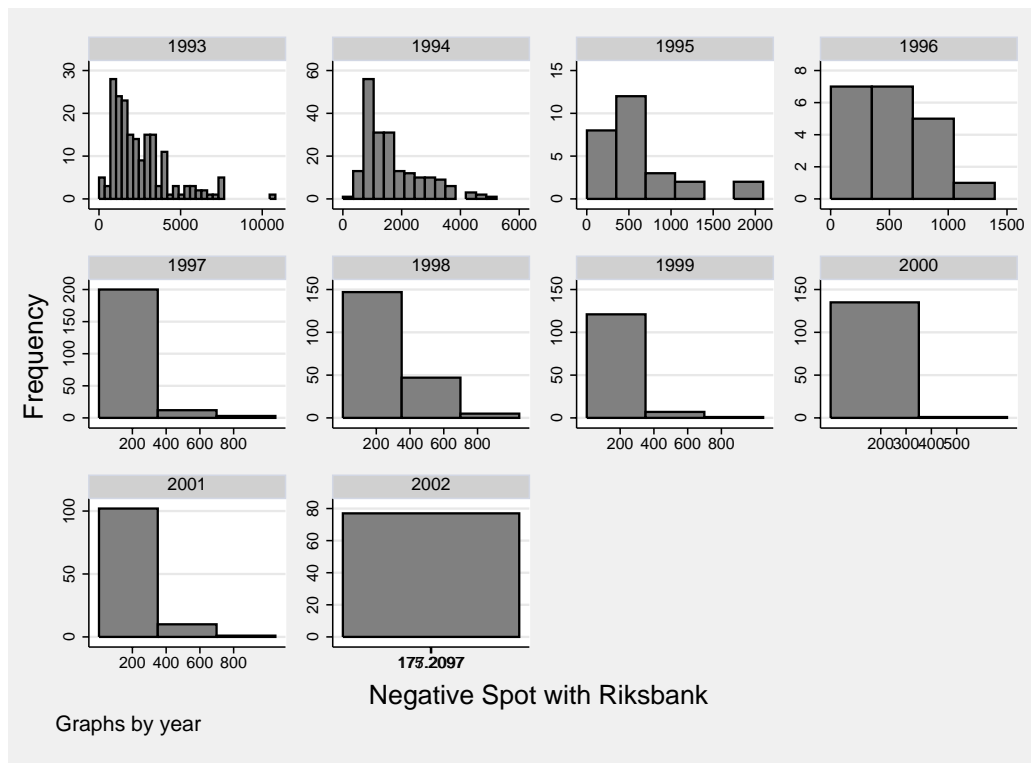 1993 1994 1995 1996
0 10 20 30
0 5000 10000
0 20 40 60
0 2000 4000 6000
0 5 10 15
0 500 1000 1500 2000
0 2 4 6 8
0 500 1000 1500
1997 1998 1999 2000
0 50 100 150 200
200 400 600 800
0 50 100 150
200 400 600 800
0 50 100 150
200 400 600 800
0 50 100 150
200300400500
2001 2002
0 50 100
200 400 600 800
0 20 40 60 80
Frequency
Negative Spot with Riksbank
Graphs by year